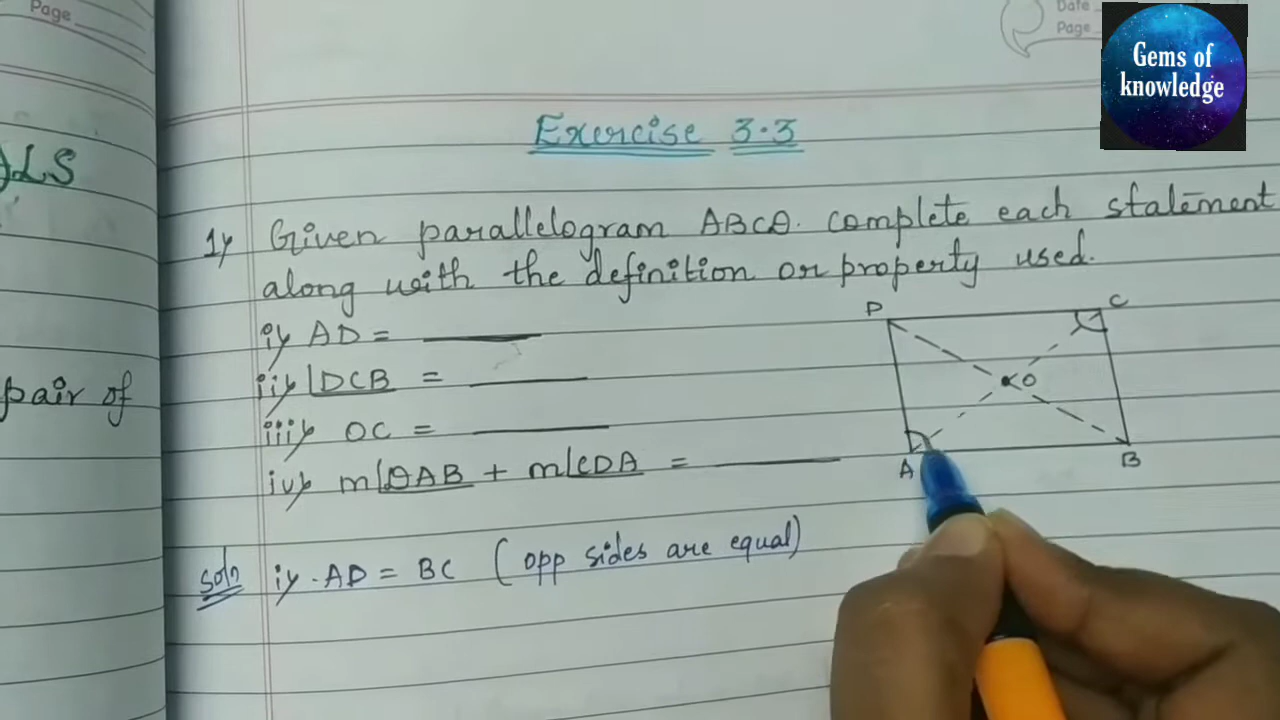 Page
Date
Page
Gems of
knowledge
Exercise 3.3
ALS
1) Given parallelogram ABCD. complete each statement
along with the definition or property used.
i) AD =
ii) ∠DCB =
iii) OC =
iv) m∠DAB + m∠CDA =
pair of
D
C
O
A
B
Soln i) AD = BC (opp sides are equal)